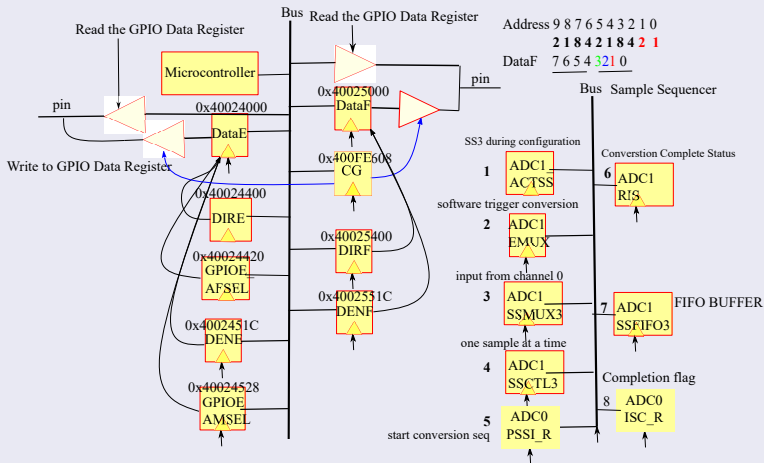 Bus
Read the GPIO Data Register
Read the GPIO Data Register
Microcontroller
pin
pin
0x40024000
DataE
0x40025000
DataF
Write to GPIO Data Register
0x400FE608
CG
0x40024400
DIRE
0x40025400
DIRF
0x40024420
GPIOE
AFSEL
0x4002551C
DENF
0x4002451C
DENE
0x40024528
GPIOE
AMSEL
Address 9 8 7 6 5 4 3 2 1 0
2 1 8 4 2 1 8 4 2 1
DataF 7 6 5 4 3 2 1 0
Bus Sample Sequencer
SS3 during configuration
1
ADC1
ACTSS
Converstion Complete Status
6
ADC1
RIS
software trigger conversion
2
ADC1
EMUX
input from channel 0
3
ADC1
SSMUX3
7
ADC1
SSFIFO3
FIFO BUFFER
one sample at a time
4
ADC1
SSCTL3
Completion flag
5
ADC0
PSSI_R
start conversion seq
8
ADC0
ISC_R